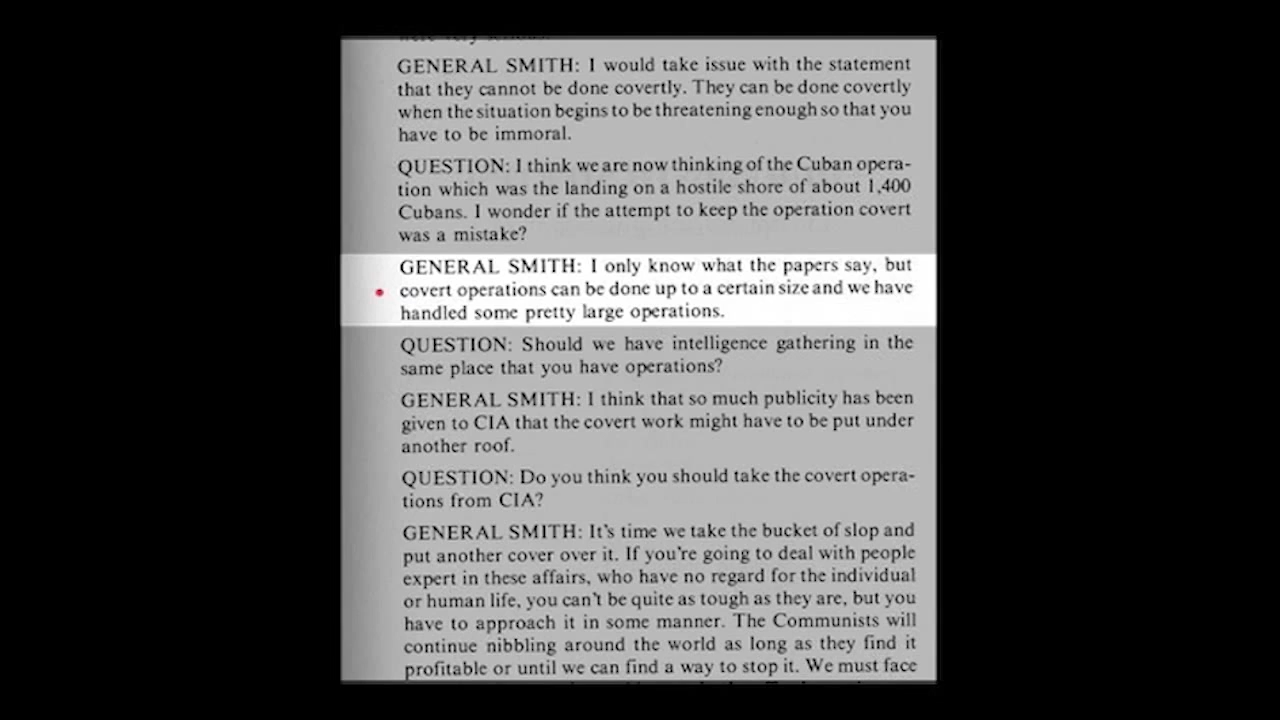 GENERAL SMITH: I would take issue with the statement
that they cannot be done covertly. They can be done covertly
when the situation begins to be threatening enough so that you
have to be immoral.
QUESTION: I think we are now thinking of the Cuban opera-
tion which was the landing on a hostile shore of about 1,400
Cubans. I wonder if the attempt to keep the operation covert
was a mistake?
GENERAL SMITH: I only know what the papers say, but
covert operations can be done up to a certain size and we have
handled some pretty large operations.
QUESTION: Should we have intelligence gathering in the
same place that you have operations?
GENERAL SMITH: I think that so much publicity has been
given to CIA that the covert work might have to be put under
another roof.
QUESTION: Do you think you should take the covert opera-
tions from CIA?
GENERAL SMITH: It's time we take the bucket of slop and
put another cover over it. If you're going to deal with people
expert in these affairs, who have no regard for the individual
or human life, you can't be quite as tough as they are, but you
have to approach it in some manner. The Communists will
continue nibbling around the world as long as they find it
profitable or until we can find a way to stop it. We must face